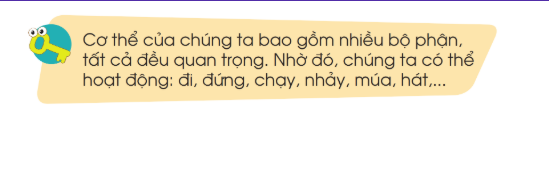 Cơ thể của chúng ta bao gồm nhiều bộ phận,
tất cả đều quan trọng. Nhờ đó, chúng ta có thể
hoạt động: đi, đứng, chạy, nhảy, múa, hát,...